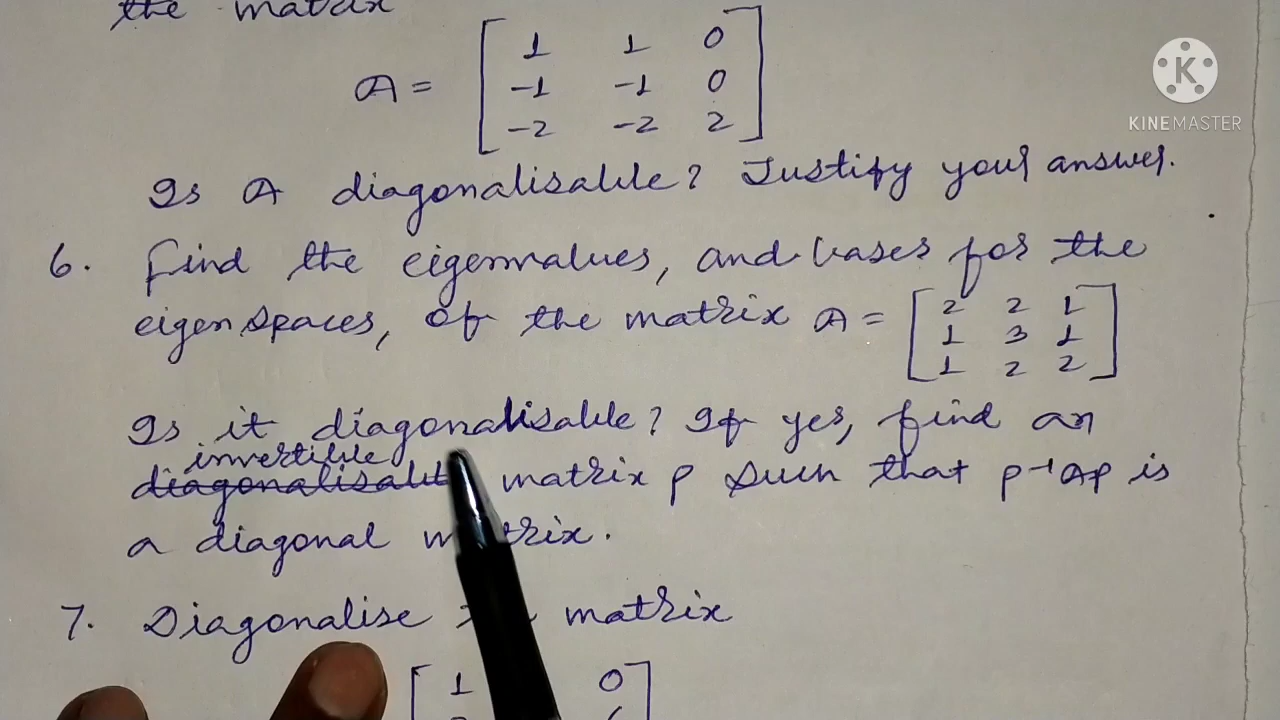 the matrix
A = [ 1 1 0
-1 -1 0
-2 -2 2 ]
K
KINEMASTER
Is A diagonalisable? Justify your answer.
6. Find the eigenvalues, and bases for the
eigenspaces, of the matrix A = [ 2 2 1
1 3 1
1 2 2 ]
Is it diagonalisable? If yes, find an
invertible
diagonalisable matrix P such that P⁻¹AP is
a diagonal matrix.
7. Diagonalise matrix
[ 1 0 ]